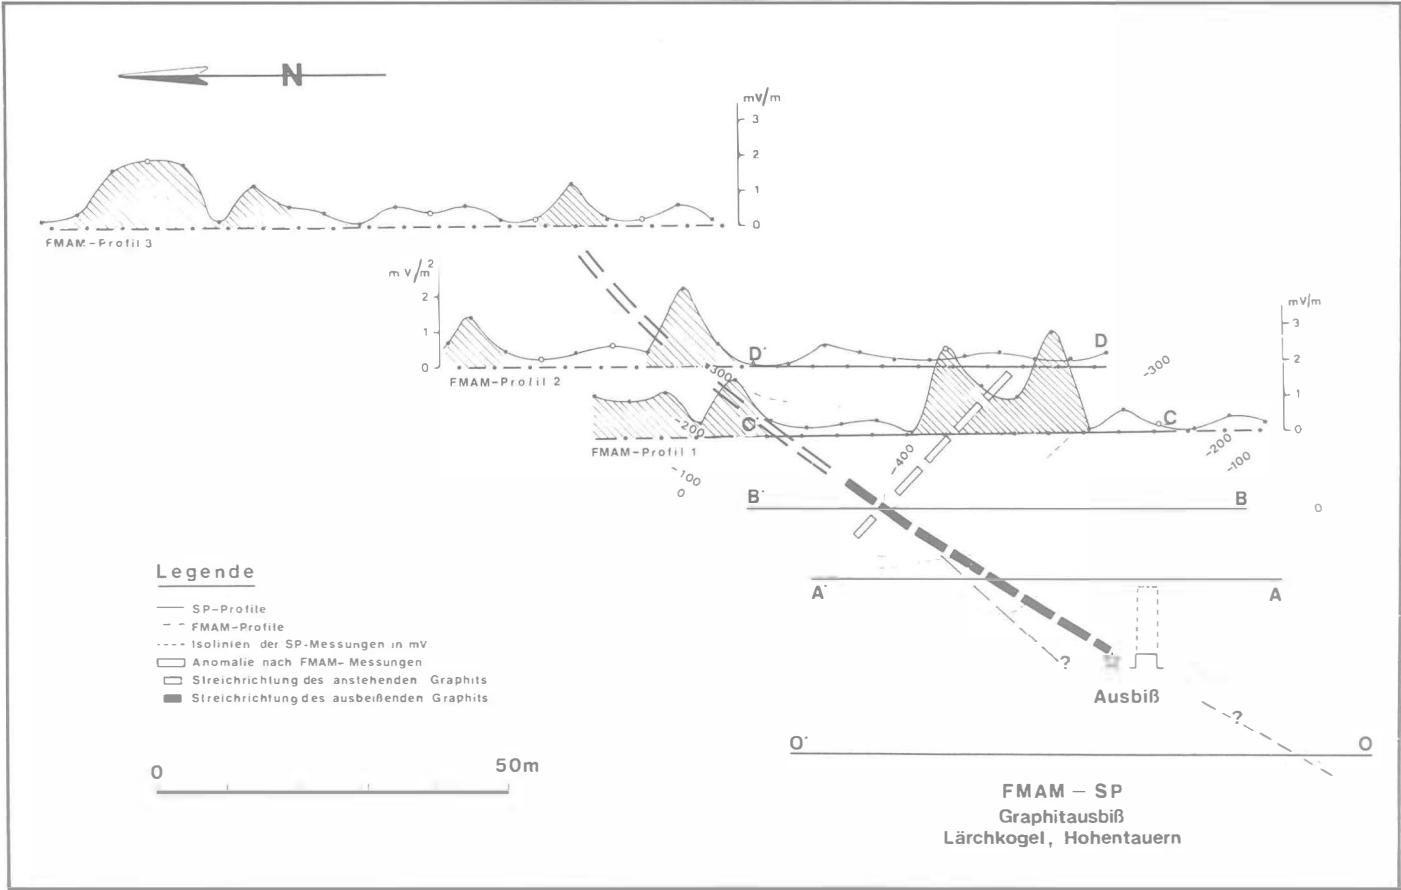 N
mV/m
3
2
1
0
FMAM-Profil 3
mV/m²
2
1
0
FMAM-Profil 2
D'
D
mV/m
3
2
1
0
-300
-300
-200
C'
C
FMAM-Profil 1
-100
0
-400
-200
-100
B'
B
0
A'
A
Legende
SP-Profile
FMAM-Profile
Isolinien der SP-Messungen in mV
Anomalie nach FMAM-Messungen
Streichrichtung des anstehenden Graphits
Streichrichtung des ausbeißenden Graphits
?
Ausbiß
?
O'
O
0
50m
FMAM – SP
Graphitausbiß
Lärchkogel, Hohentauern